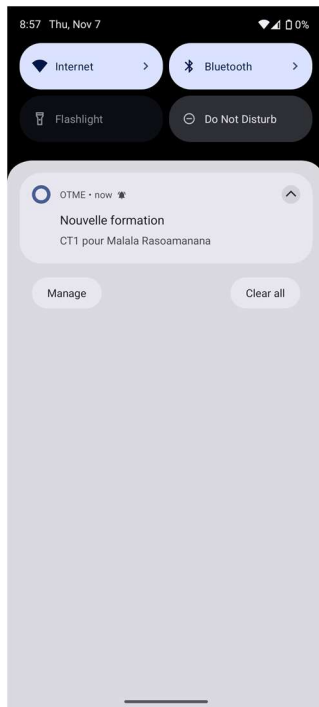 8:57 Thu, Nov 7 0%
Internet Bluetooth
Flashlight Do Not Disturb
OTME • now
Nouvelle formation
CT1 pour Malala Rasoamanana
Manage Clear all